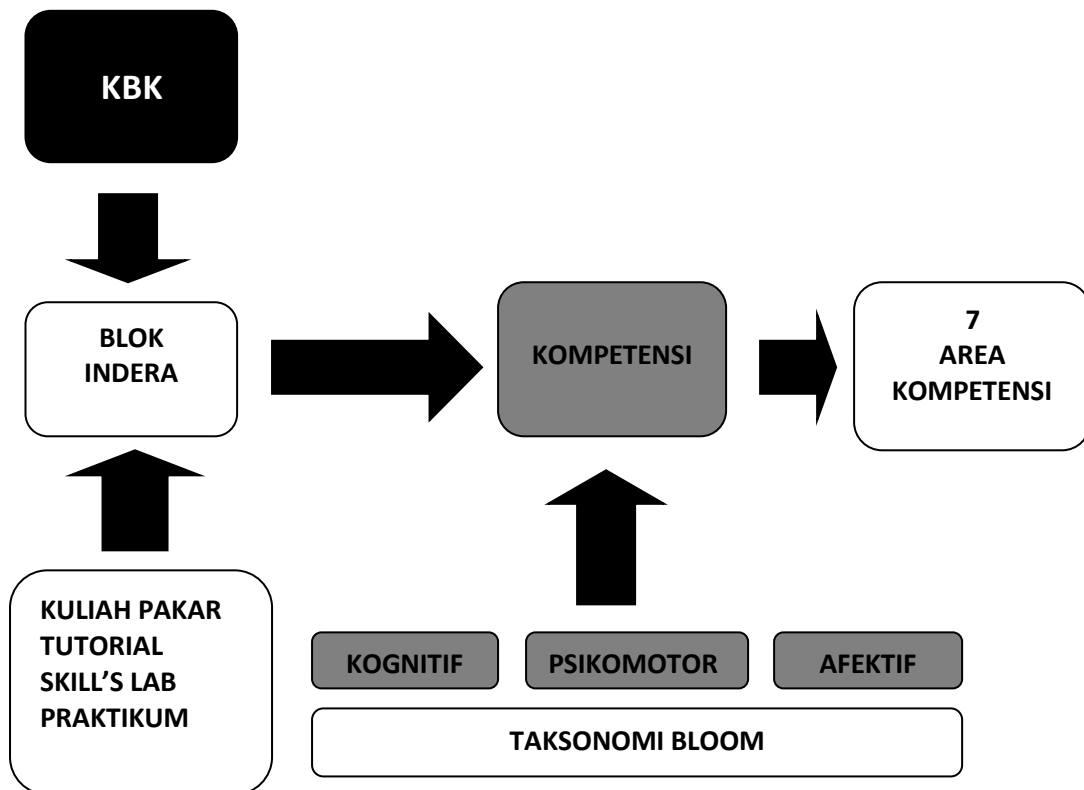 KBK
BLOK
INDERA
KOMPETENSI
7
AREA
KOMPETENSI
KULIAH PAKAR
TUTORIAL
SKILL’S LAB
PRAKTIKUM
KOGNITIF
PSIKOMOTOR
AFEKTIF
TAKSONOMI BLOOM